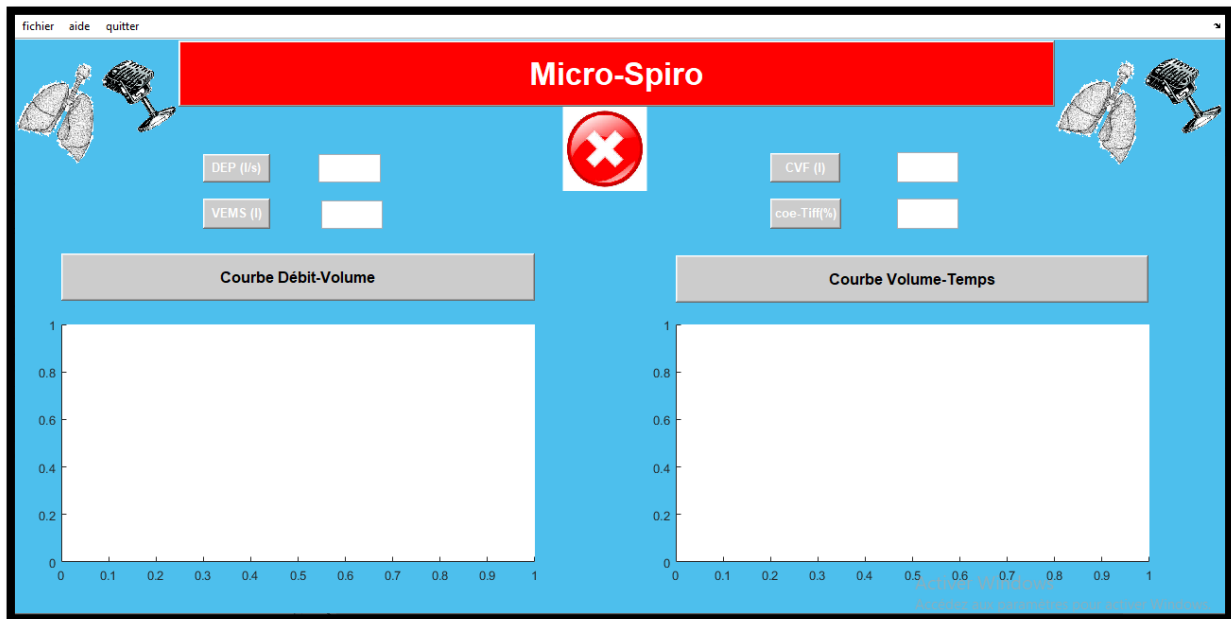 fichier aide quitter
Micro-Spiro
DEP (l/s)
CVF (l)
VEMS (l)
coe-Tiff(%)
Courbe Débit-Volume
Courbe Volume-Temps
1
0.8
0.6
0.4
0.2
0
0 0.1 0.2 0.3 0.4 0.5 0.6 0.7 0.8 0.9 1
1
0.8
0.6
0.4
0.2
0
0 0.1 0.2 0.3 0.4 0.5 0.6 0.7 0.8 0.9 1
Activer Windows